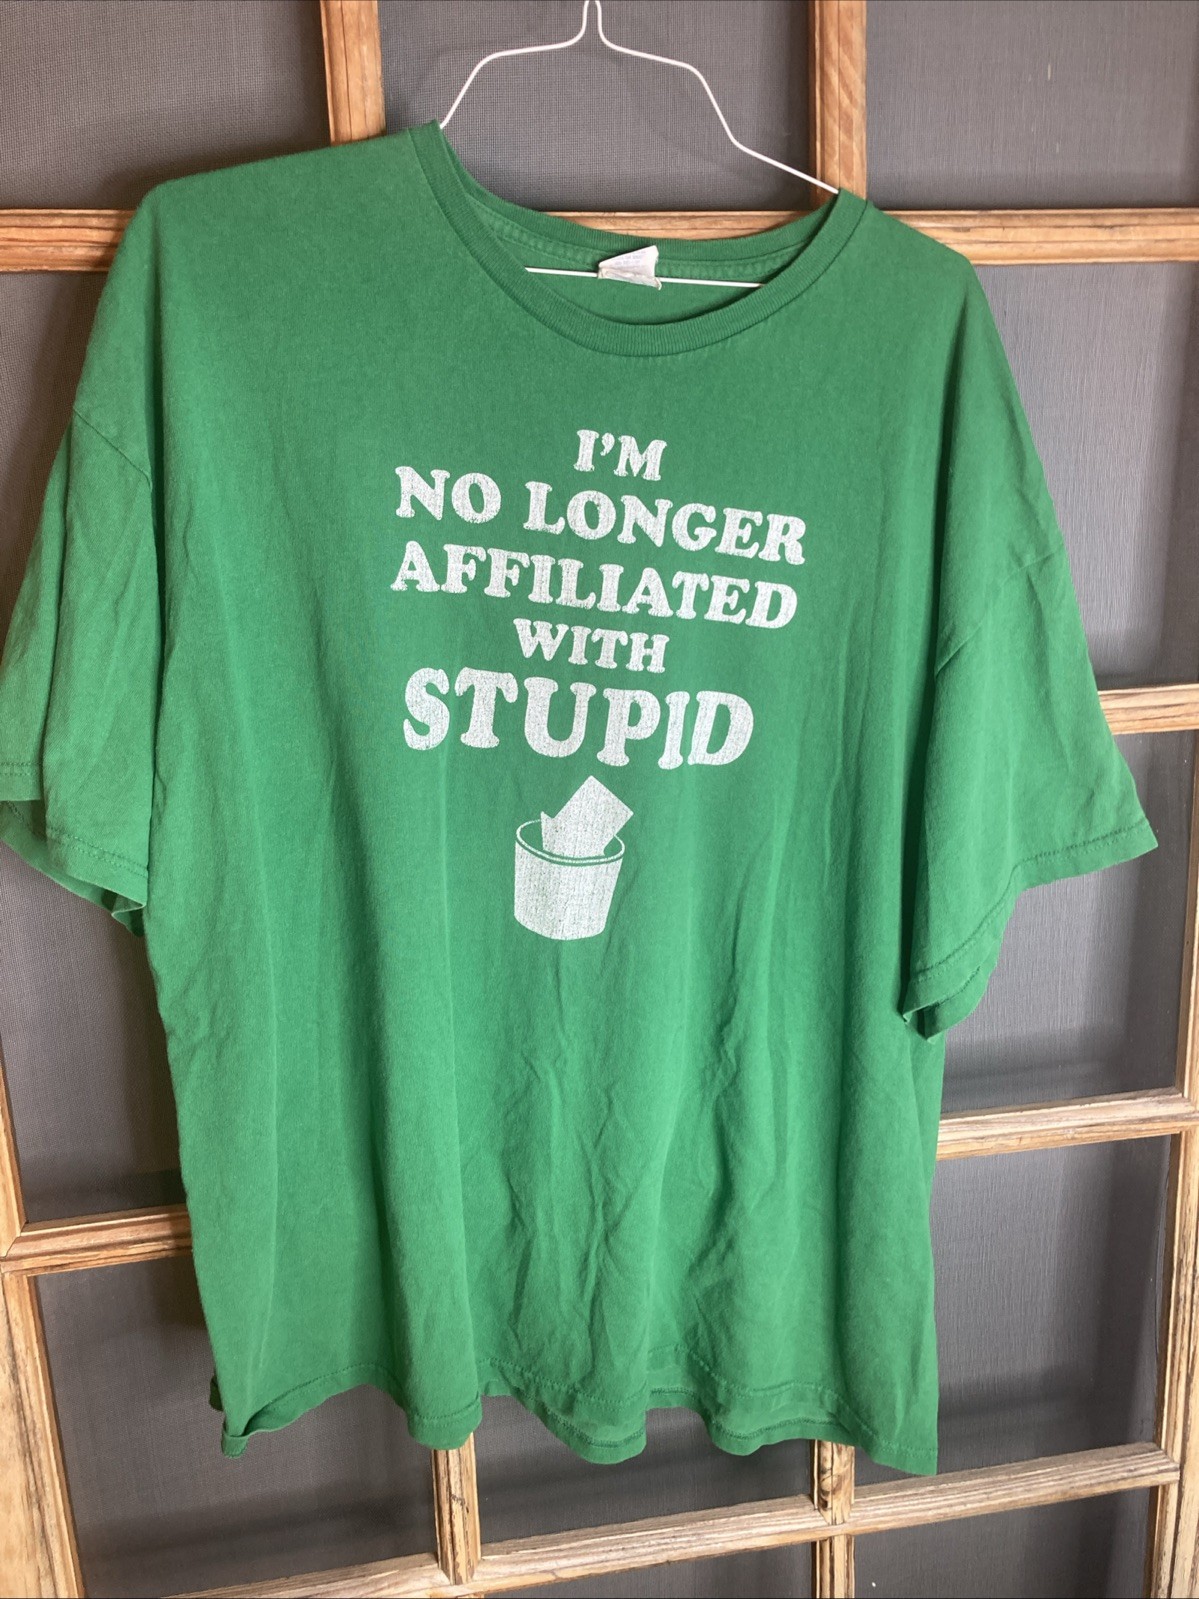 I'M
NO LONGER
AFFILIATED
WITH
STUPID